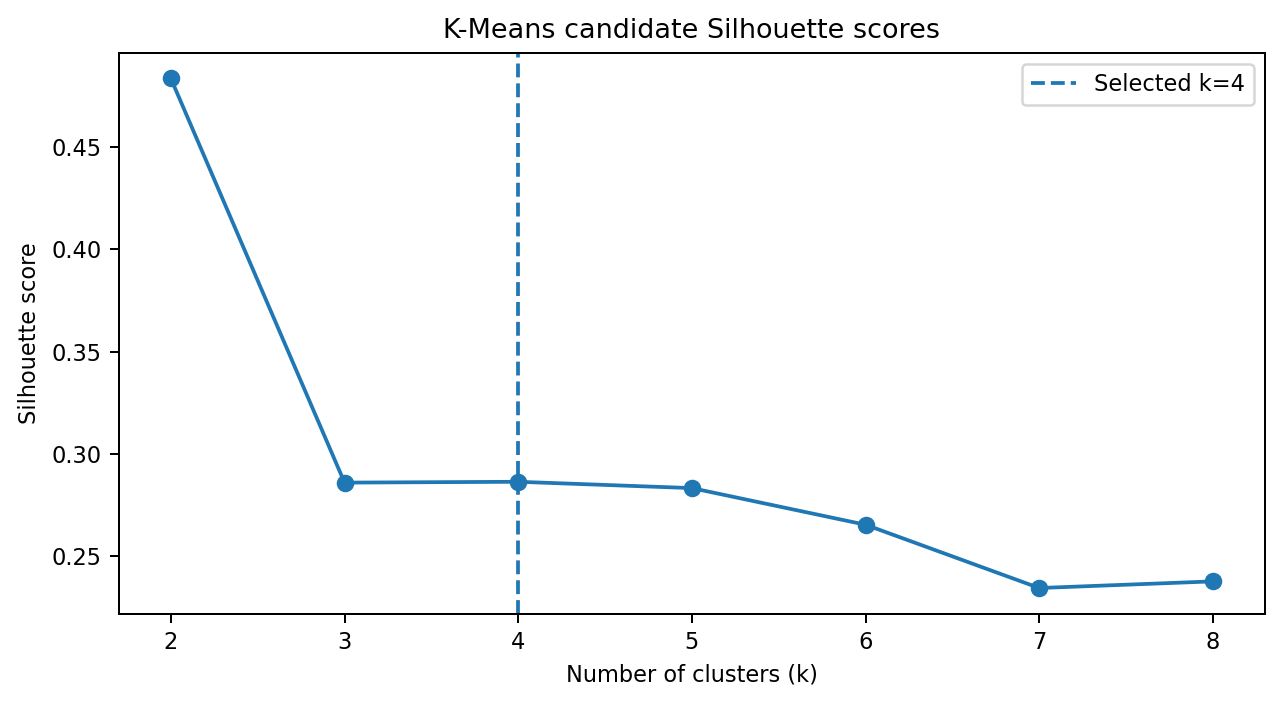 K-Means candidate Silhouette scores
Selected k=4
Silhouette score
0.45
0.40
0.35
0.30
0.25
2 3 4 5 6 7 8
Number of clusters (k)